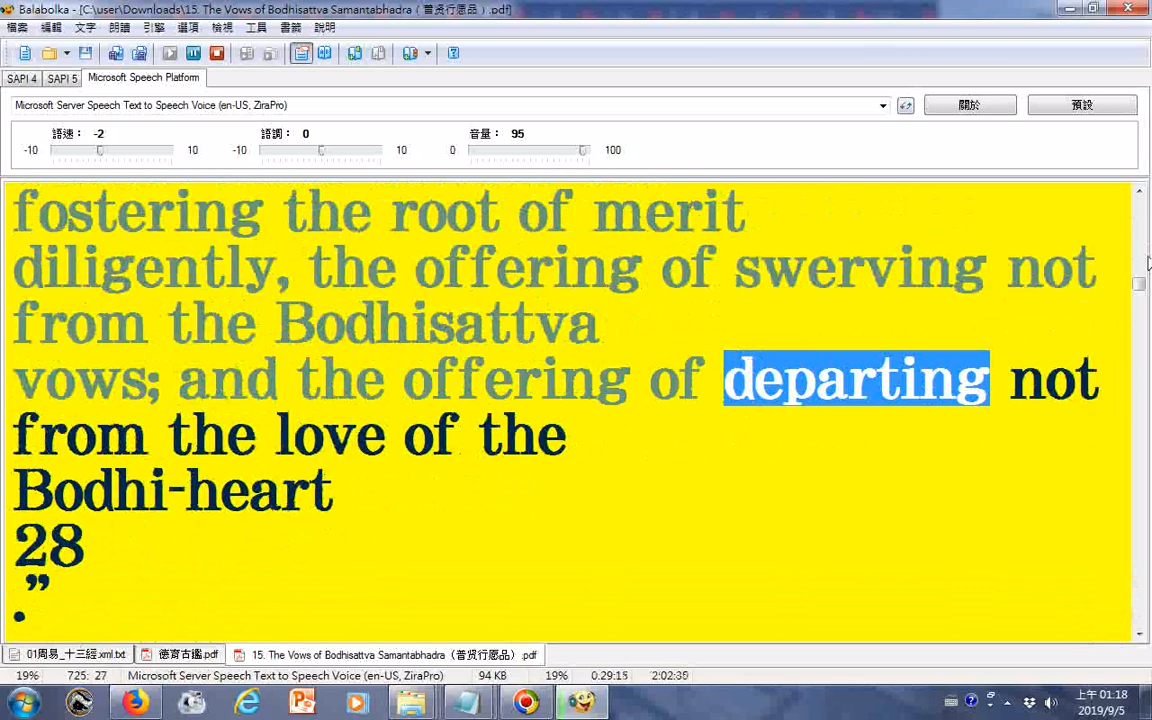 Balabolka - [C:\user\Downloads\15. The Vows of Bodhisattva Samantabhadra (普贤行愿品) .pdf]
檔案 編輯 文字 朗讀 引擎 選項 檢視 工具 書籤 說明
SAPI 4 SAPI 5 Microsoft Speech Platform
Microsoft Server Speech Text to Speech Voice (en-US, ZiraPro) 關於 預設
語速： -2 語調： 0 音量： 95
-10 10 -10 10 0 100
fostering the root of merit
diligently, the offering of swerving not
from the Bodhisattva
vows; and the offering of departing not
from the love of the
Bodhi-heart
28
”
.
01周易_十三經.xml.txt 德育古鑑.pdf 15. The Vows of Bodhisattva Samantabhadra (普贤行愿品) .pdf
19% 725: 27 Microsoft Server Speech Text to Speech Voice (en-US, ZiraPro) 94 KB 19% 0:29:15 2:02:39
上午 01:18
2019/9/5